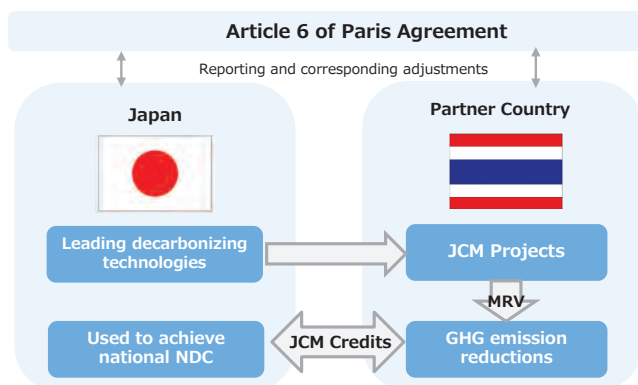 Article 6 of Paris Agreement
Reporting and corresponding adjustments
Japan
Partner Country
Leading decarbonizing
technologies
JCM Projects
MRV
Used to achieve
national NDC
JCM Credits
GHG emission
reductions